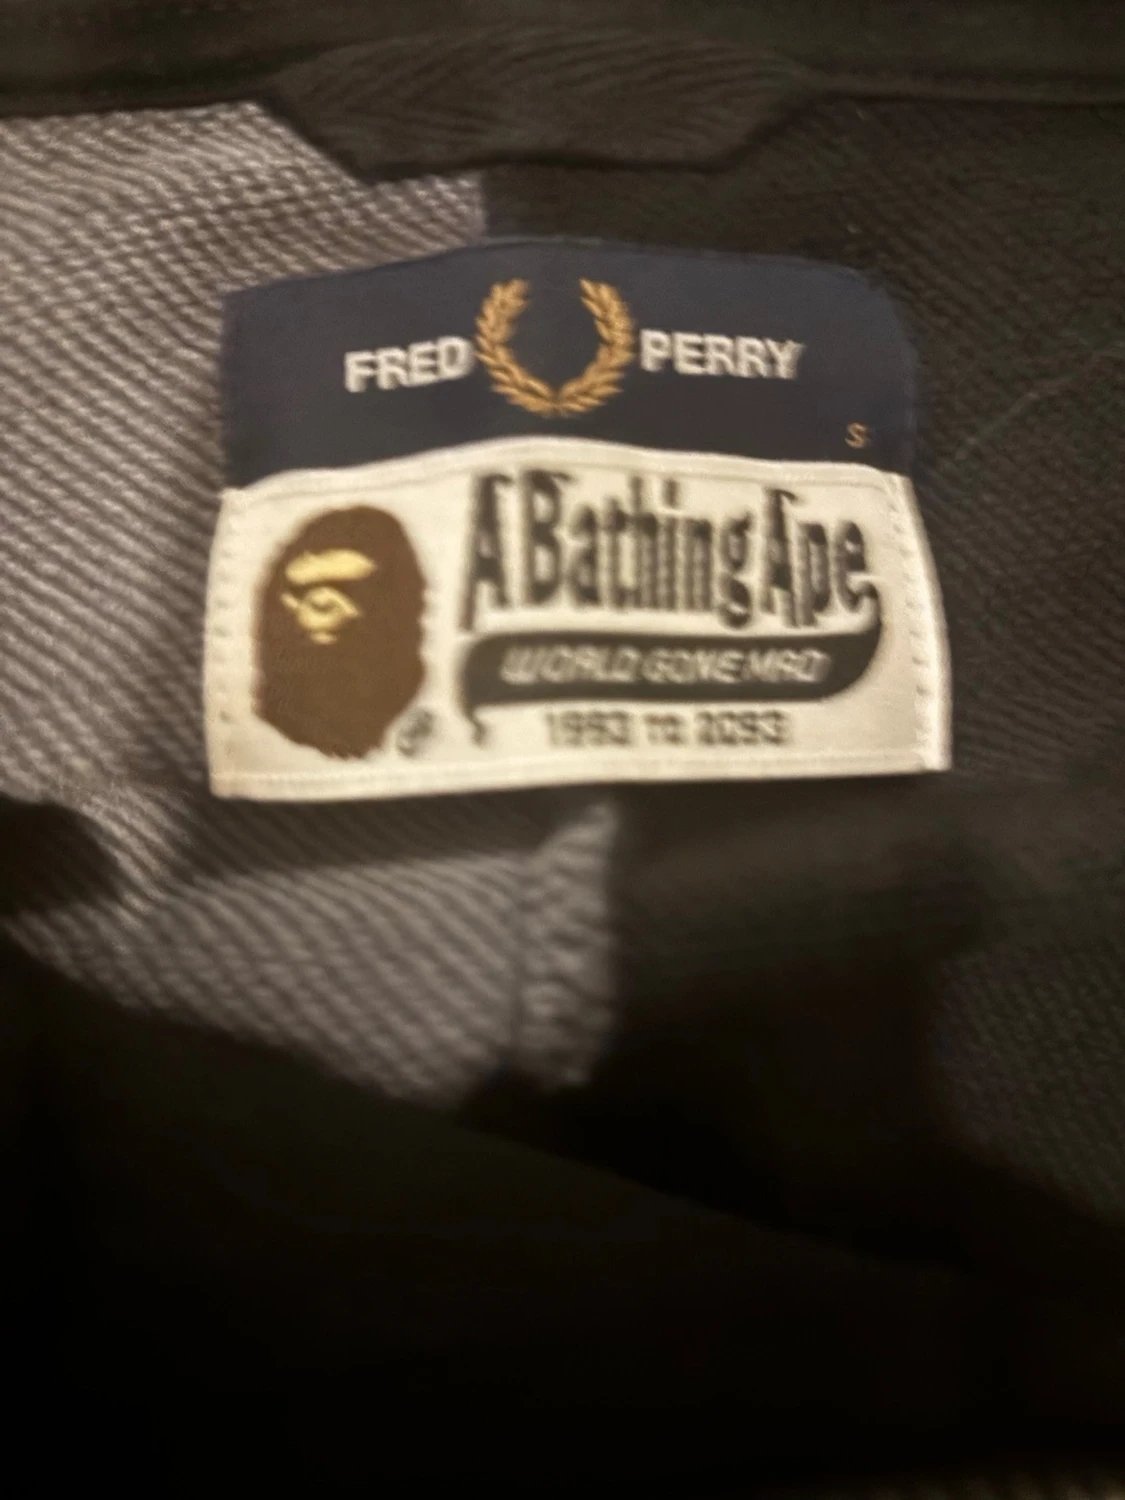 FRED PERRY
S
A Bathing Ape
WORLD GONE MAD
1993 TO 2093